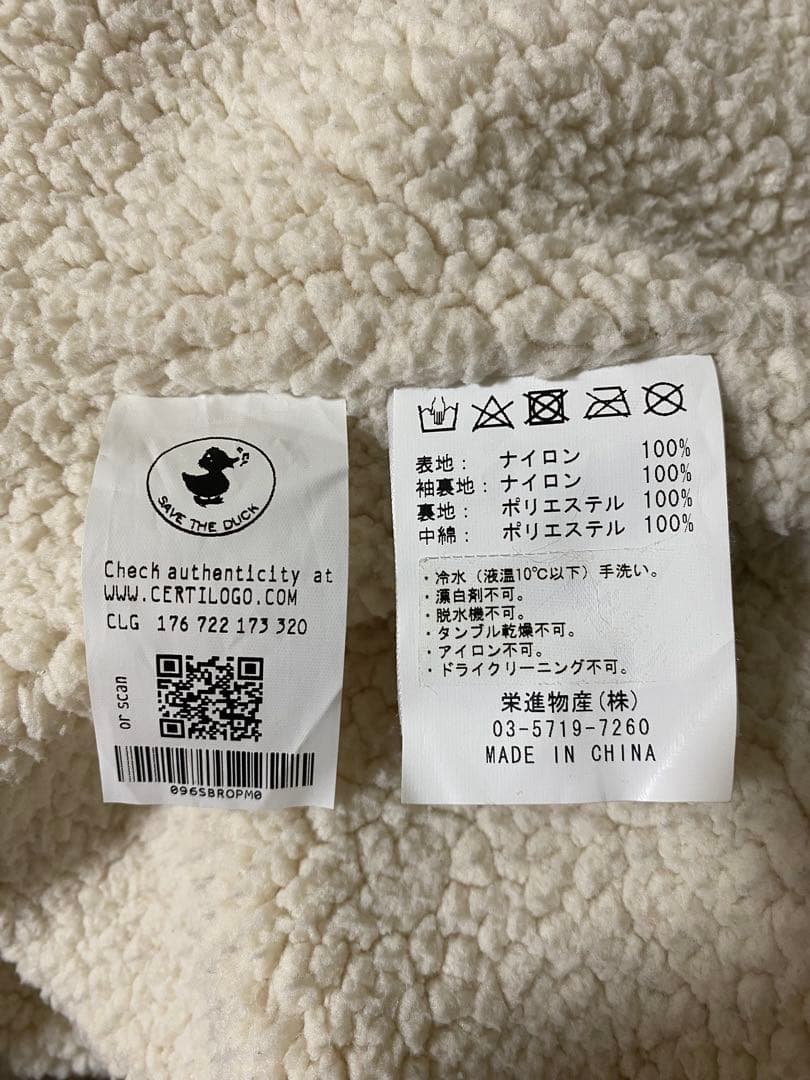 SAVE THE DUCK
Check authenticity at
WWW.CERTILOGO.COM
CLG 176 722 173 320
or scan
096SBROPM0
表地： ナイロン 100%
袖裏地： ナイロン 100%
裏地： ポリエステル 100%
中綿： ポリエステル 100%
・冷水（液温10℃以下）手洗い。
・漂白剤不可。
・脱水機不可。
・タンブル乾燥不可。
・アイロン不可。
・ドライクリーニング不可。
栄進物産(株)
03-5719-7260
MADE IN CHINA